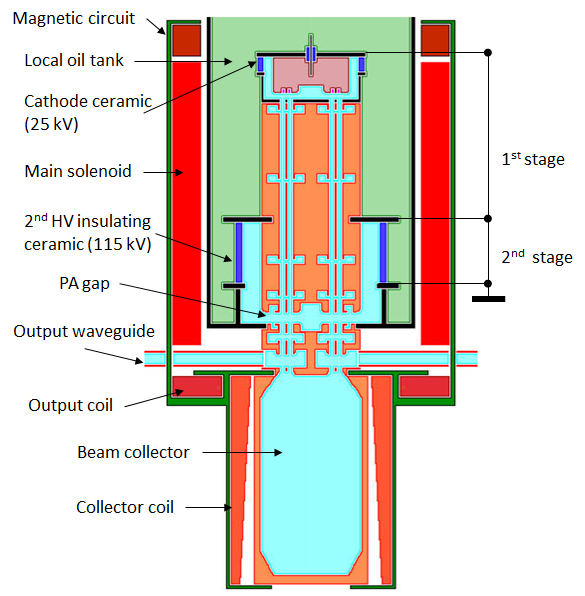 Magnetic circuit
Local oil tank
Cathode ceramic
(25 kV)
Main solenoid
2nd HV insulating
ceramic (115 kV)
PA gap
Output waveguide
Output coil
Beam collector
Collector coil
1st stage
2nd stage